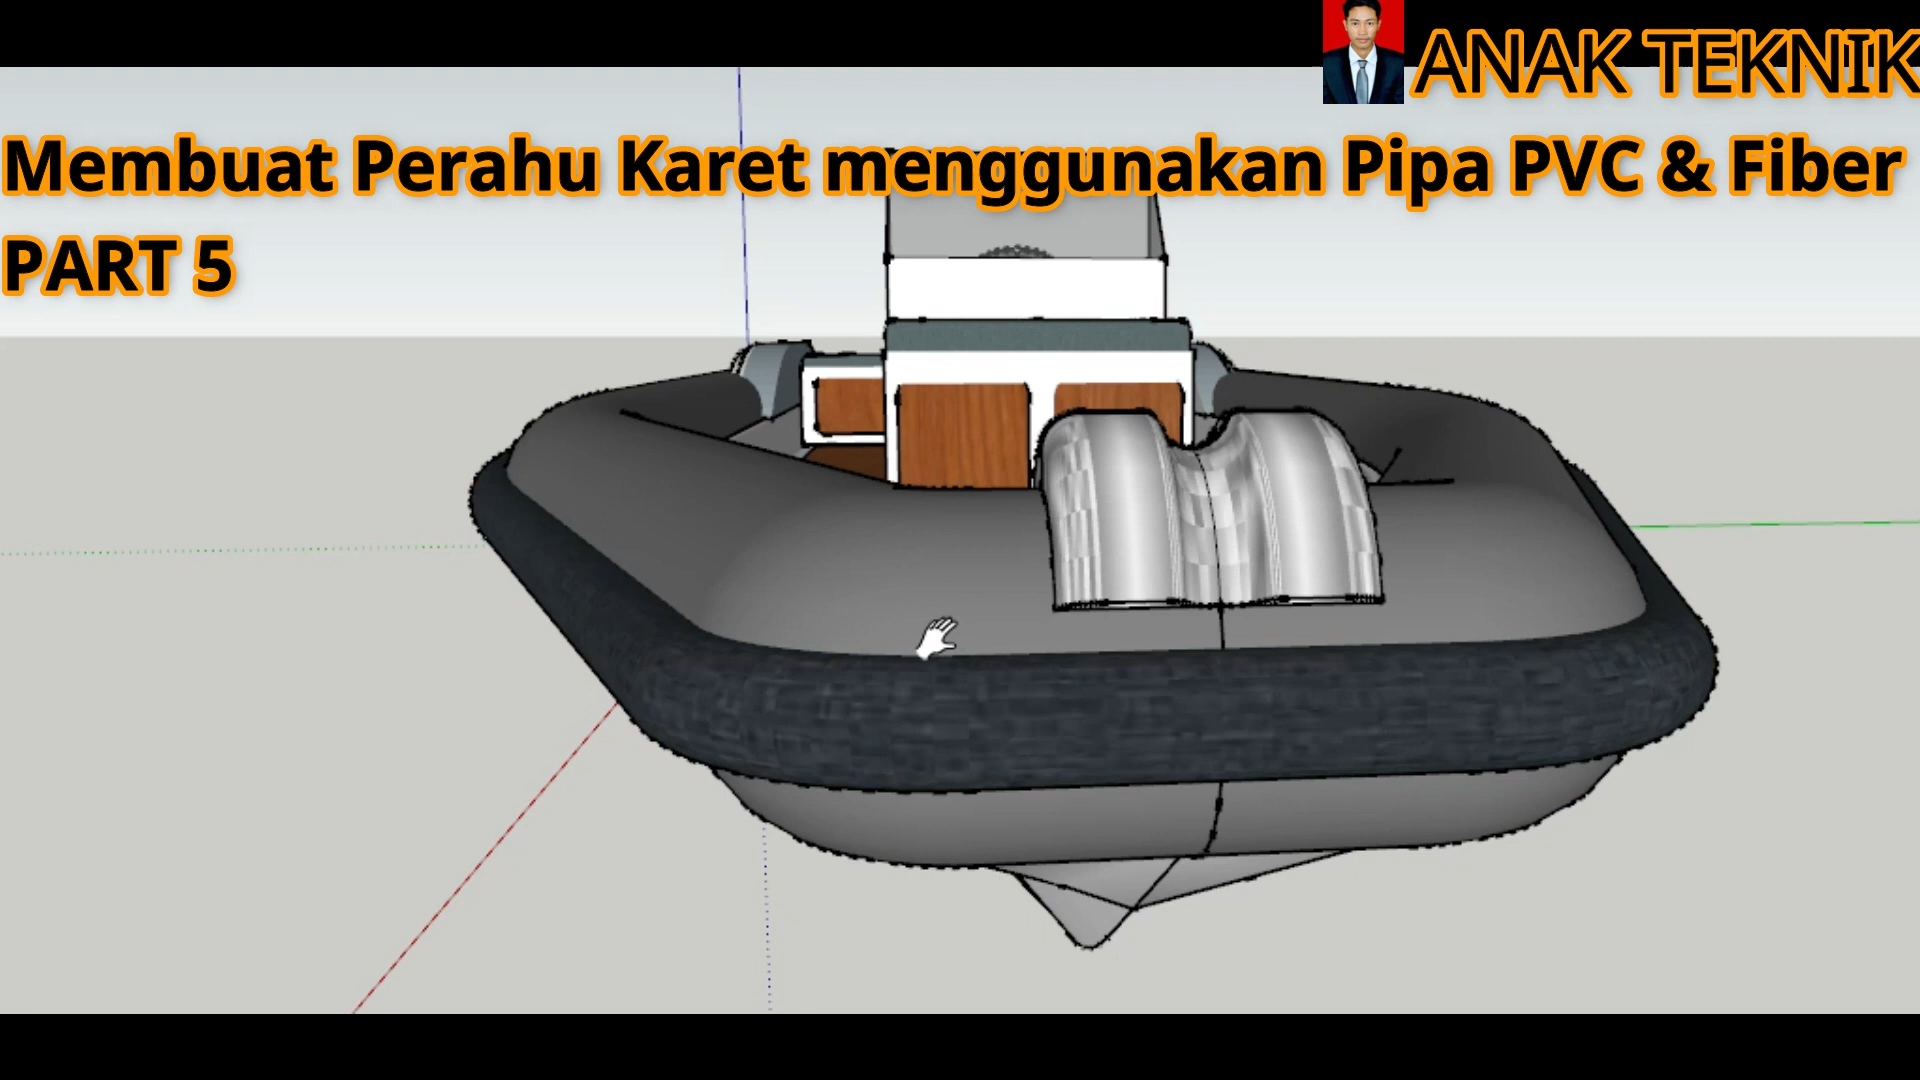 ANAK TEKNIK
Membuat Perahu Karet menggunakan Pipa PVC & Fiber
PART 5